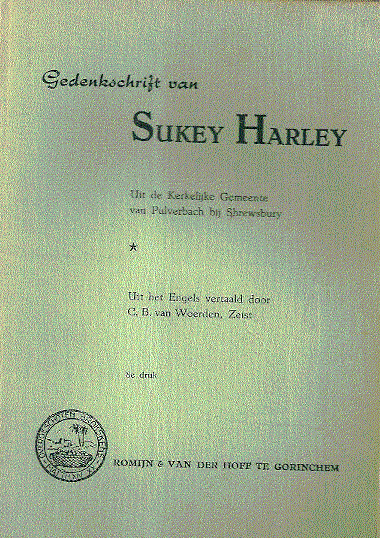 Gedenkschrift van
SUKEY HARLEY
Uit de Kerkelijke Gemeente
van Pulverbach bij Shrewsbury
*
Uit het Engels vertaald door
C. B. van Woerden, Zeist
8e druk
ROMIJN & VAN DER HOFF TE GORINCHEM